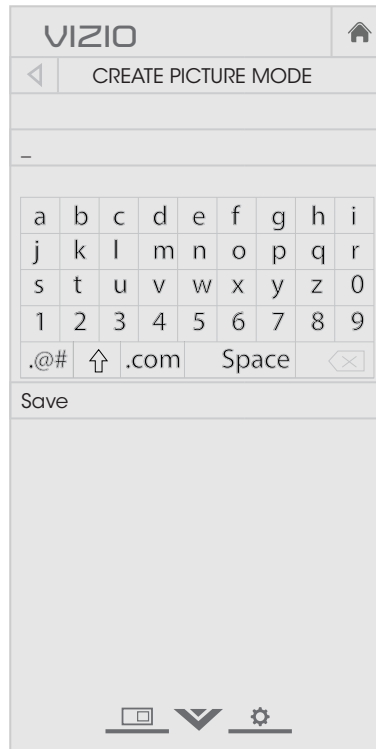 VIZIO
CREATE PICTURE MODE
_
a b c d e f g h i
j k l m n o p q r
s t u v w x y z 0
1 2 3 4 5 6 7 8 9
.@# .com Space
Save